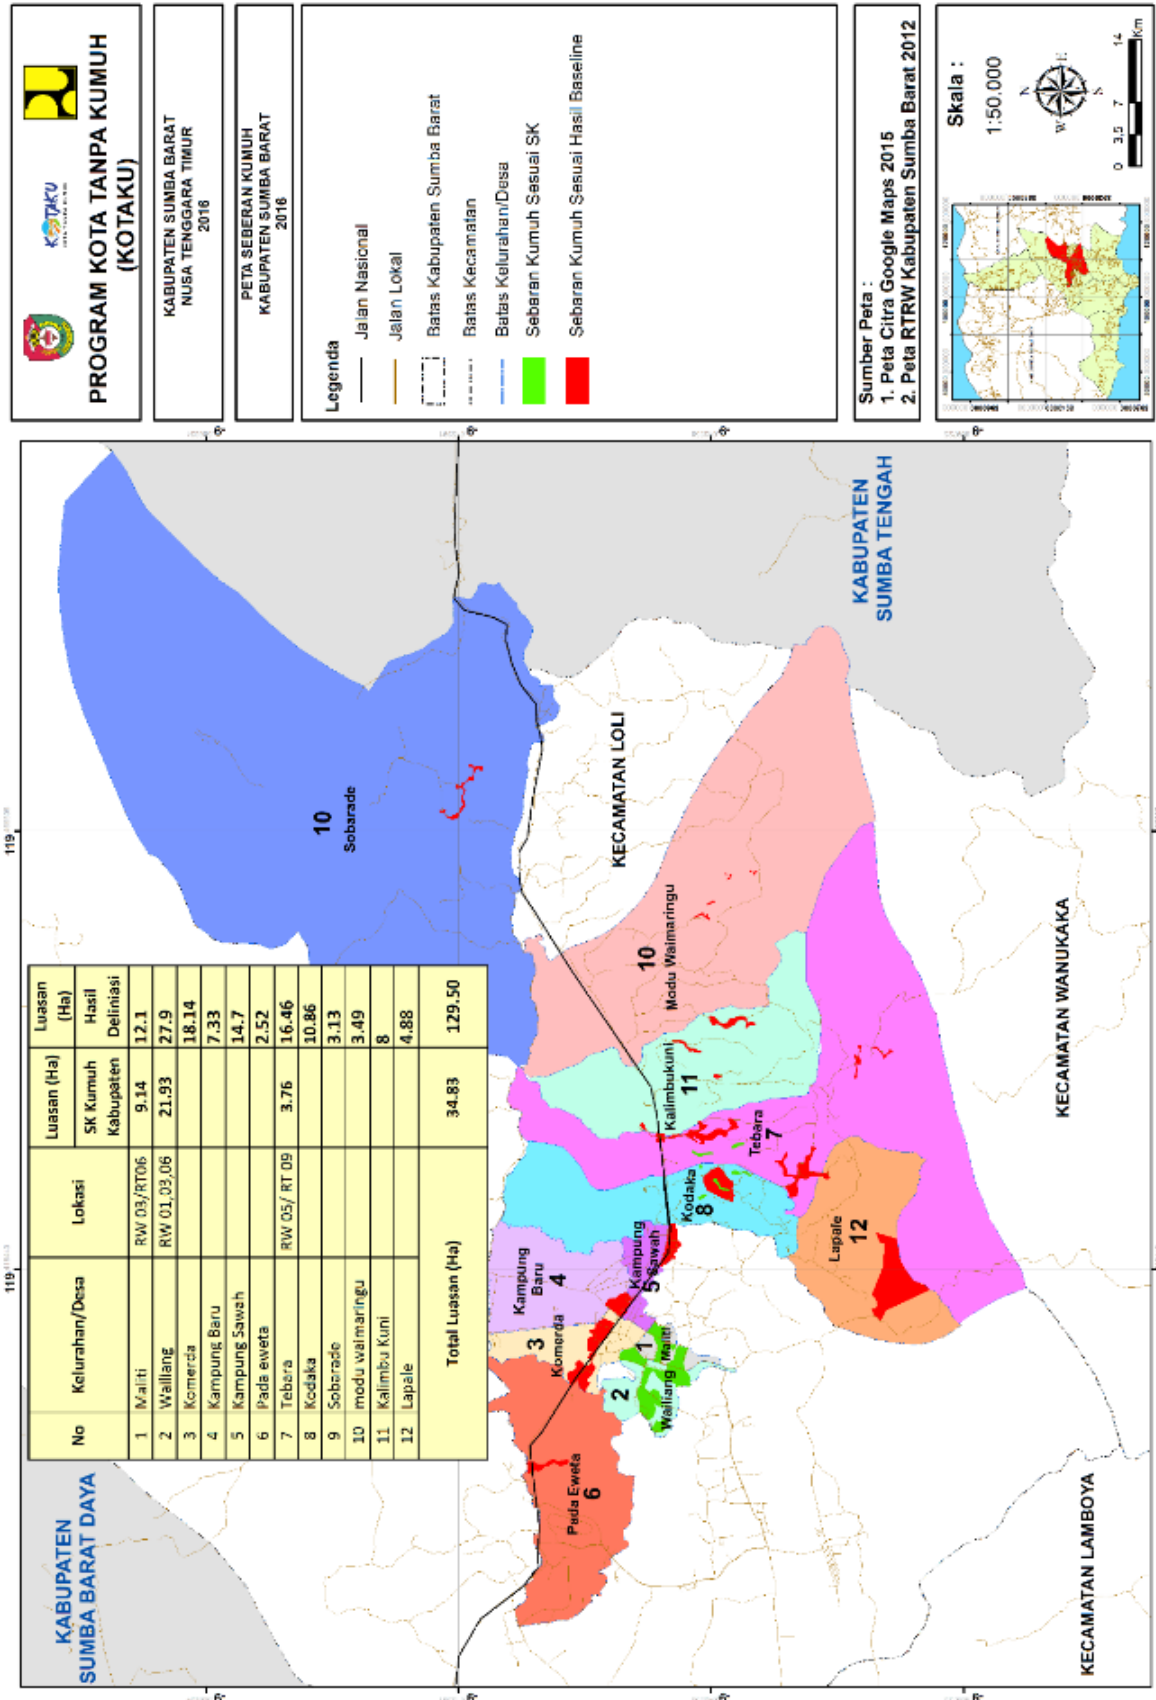 PROGRAM KOTA TANPA KUMUH
(KOTAKU)
KABUPATEN SUMBA BARAT
NUSA TENGGARA TIMUR
2016
PETA SEBERAN KUMUH
KABUPATEN SUMBA BARAT
2016
Legenda
Jalan Nasional
Jalan Lokal
Batas Kabupaten Sumba Barat
Batas Kecamatan
Batas Kelurahan/Desa
Sebaran Kumuh Sesuai SK
Sebaran Kumuh Sesuai Hasil Baseline
Sumber Peta :
1. Peta Citra Google Maps 2015
2. Peta RTRW Kabupaten Sumba Barat 2012
Skala :
1:50.000
N
E
S
W
0 3,5 7 14
Km
KABUPATEN
SUMBA BARAT DAYA
No Kelurahan/Desa Lokasi Luasan (Ha) SK Kumuh Kabupaten Luasan (Ha) Hasil Deliniasi
1 Maliti RW 03/RT06 9.14 12.1
2 Wailiang RW 01,03,06 21.93 27.9
3 Komerda 18.14
4 Kampung Baru 7.33
5 Kampung Sawah 14.7
6 Pada eweta 2.52
7 Tebara RW 05/ RT 09 3.76 16.46
8 Kodaka 10.86
9 Sobarade 3.13
10 modu waimaringu 3.49
11 Kalimbu Kuni 8
12 Lapale 4.88
Total Luasan (Ha) 34.83 129.50
119
119
10
Sobarade
KABUPATEN
SUMBA TENGAH
KECAMATAN LOLI
10
Modu Waimaringu
Kalimbukuni
11
Tebara
7
Kodaka
8
Kampung
Sawah
5
Kampung
Baru
4
3
Komerda
1
Maliti
2
Wailiang
Pada Eweta
6
Lapale
12
KECAMATAN WANUKAKA
KECAMATAN LAMBOYA